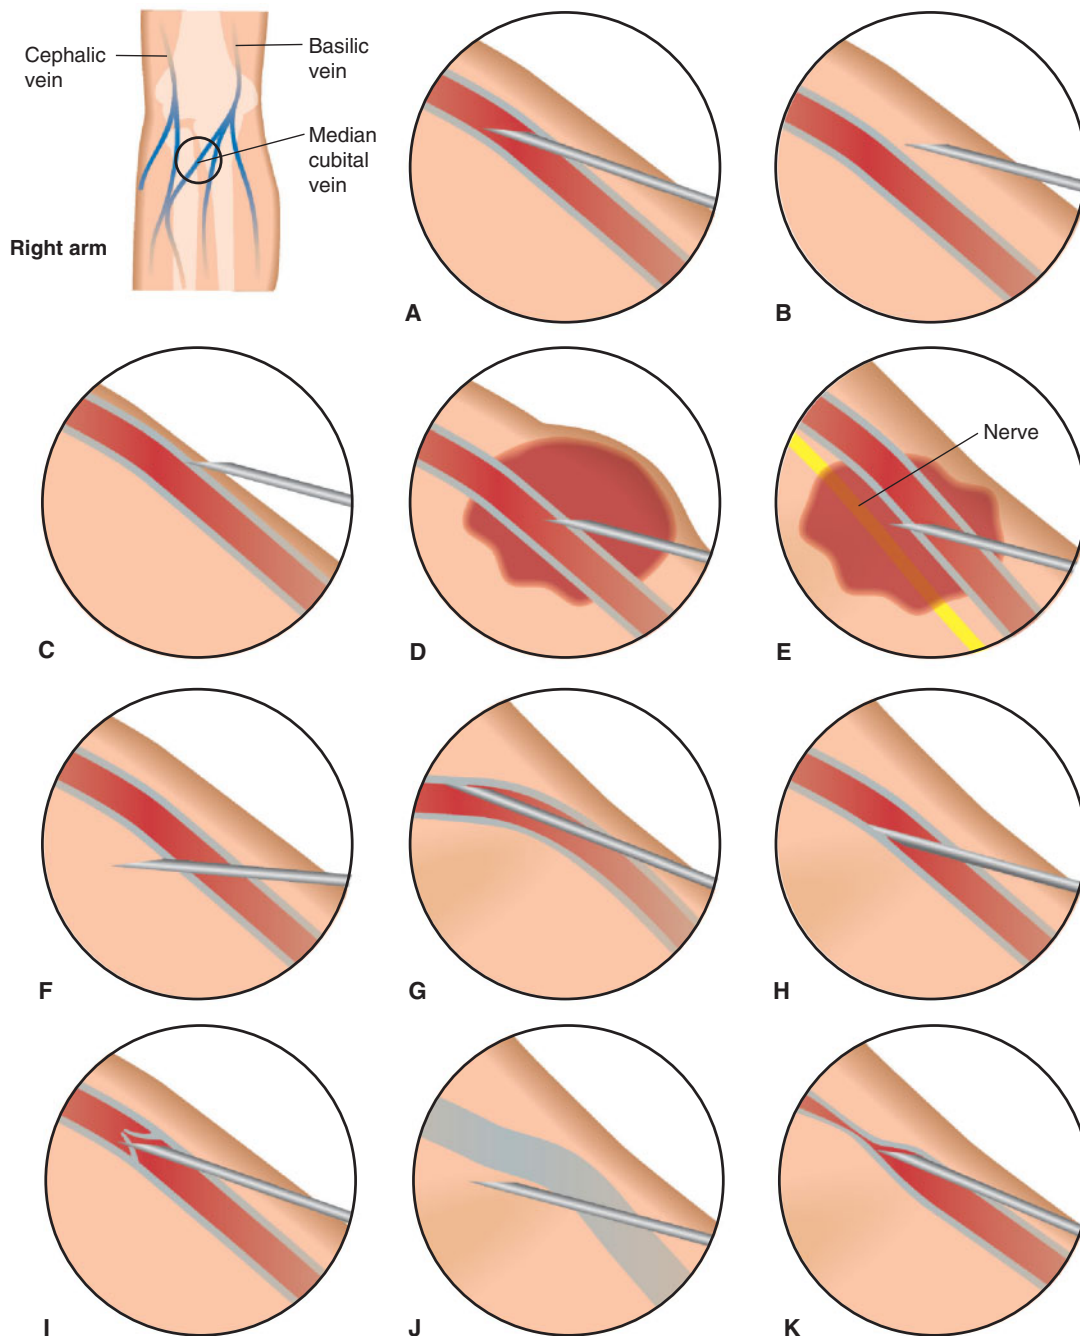 Cephalic
vein
Basilic
vein
Median
cubital
vein
Right arm
A
B
C
D
Nerve
E
F
G
H
I
J
K